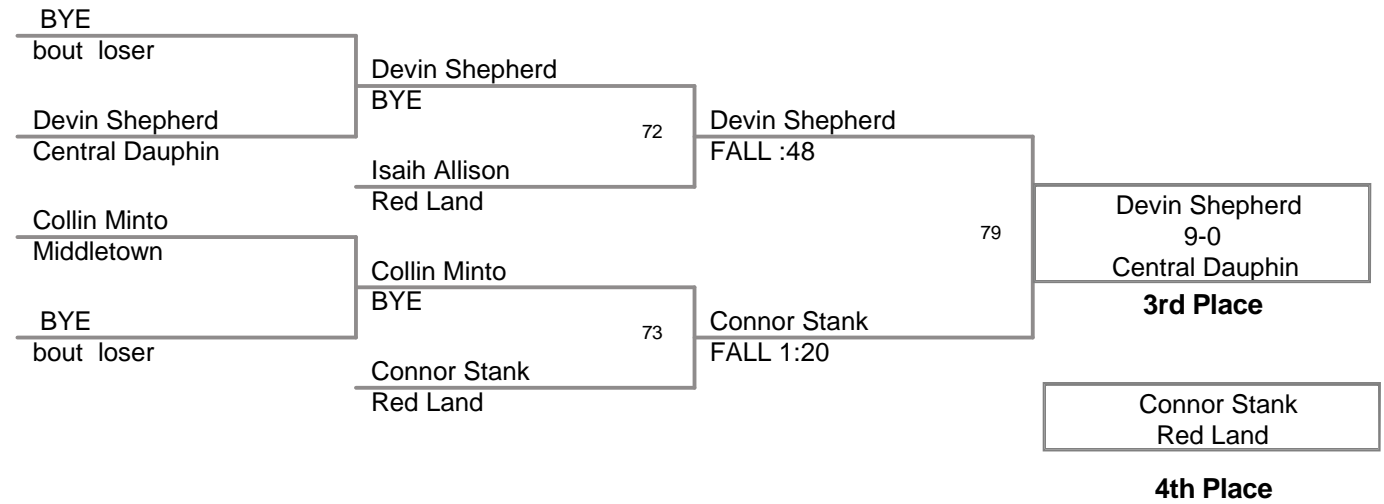 BYE
bout loser
Devin Shepherd
BYE
Devin Shepherd
Central Dauphin
72
Devin Shepherd
FALL :48
Isaih Allison
Red Land
Collin Minto
Middletown
79
Devin Shepherd
9-0
Central Dauphin
3rd Place
Collin Minto
BYE
BYE
bout loser
73
Connor Stank
FALL 1:20
Connor Stank
Red Land
Connor Stank
Red Land
4th Place